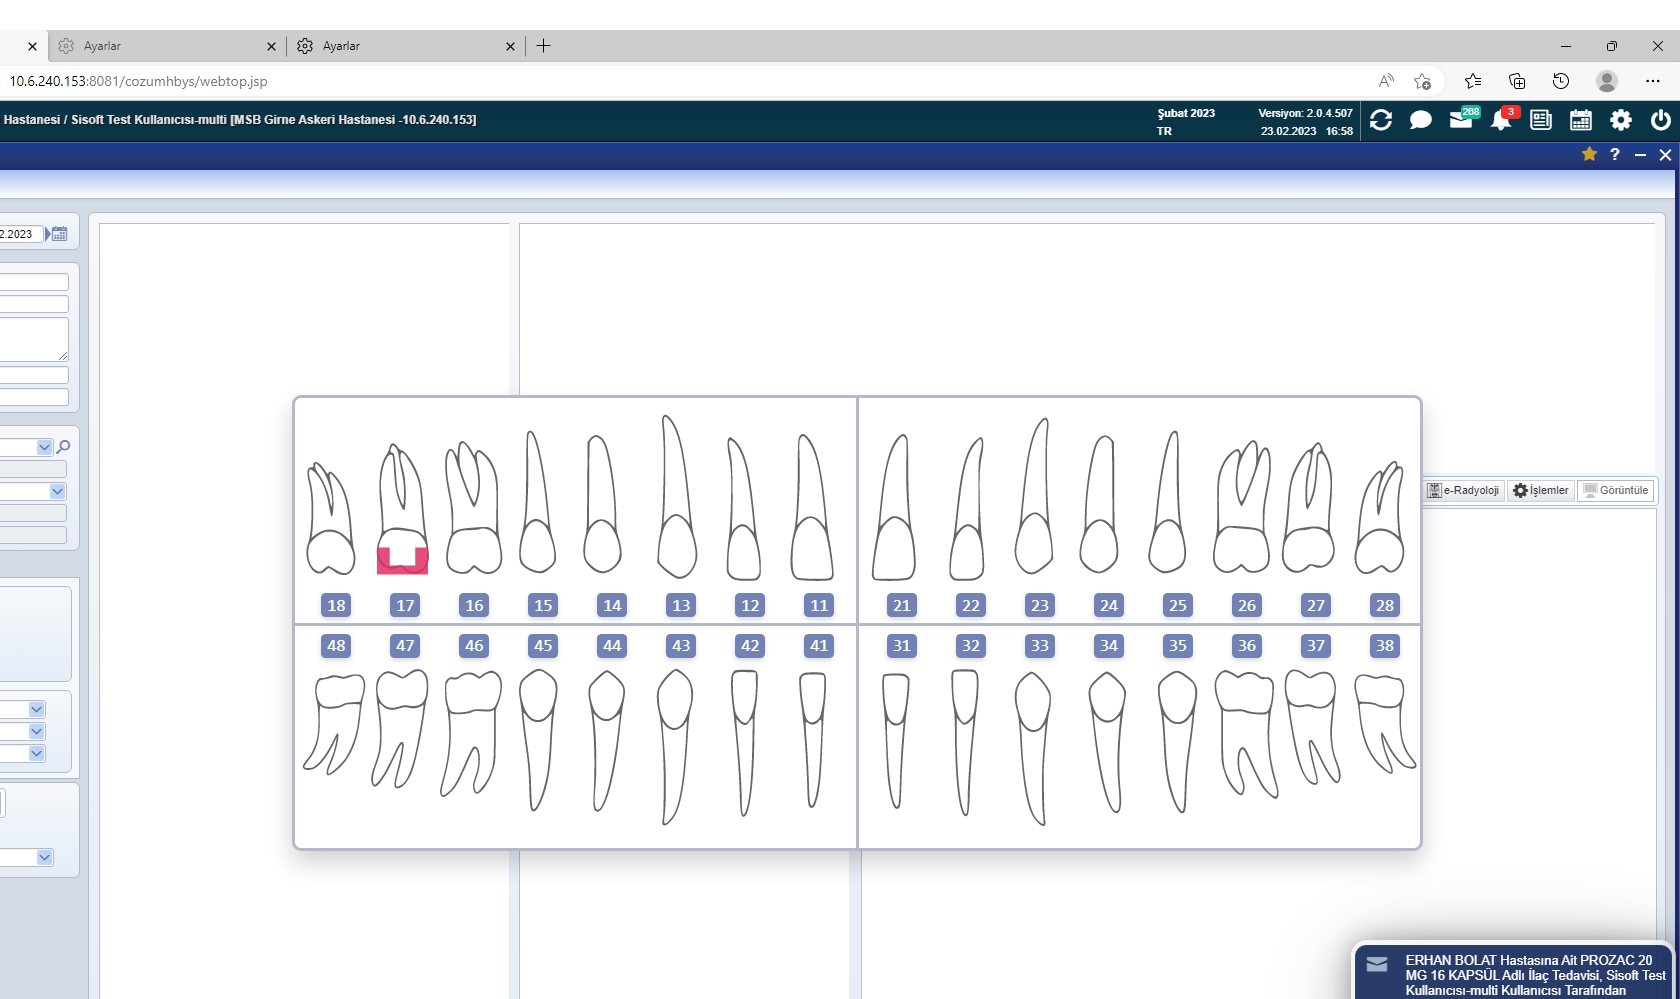 Ayarlar
Ayarlar
10.6.240.153:8081/cozumhbys/webtop.jsp
Hastanesi / Sisoft Test Kullanıcısı-multi [MSB Girne Askeri Hastanesi -10.6.240.153]
Şubat 2023
Versiyon: 2.0.4.507
TR
23.02.2023 16:58
268
3
?
2.2023
e-Radyoloji
İşlemler
Görüntüle
18 17 16 15 14 13 12 11 21 22 23 24 25 26 27 28
48 47 46 45 44 43 42 41 31 32 33 34 35 36 37 38
ERHAN BOLAT Hastasına Ait PROZAC 20
MG 16 KAPSÜL Adlı İlaç Tedavisi, Sisoft Test
Kullanıcısı-multi Kullanıcısı Tarafından